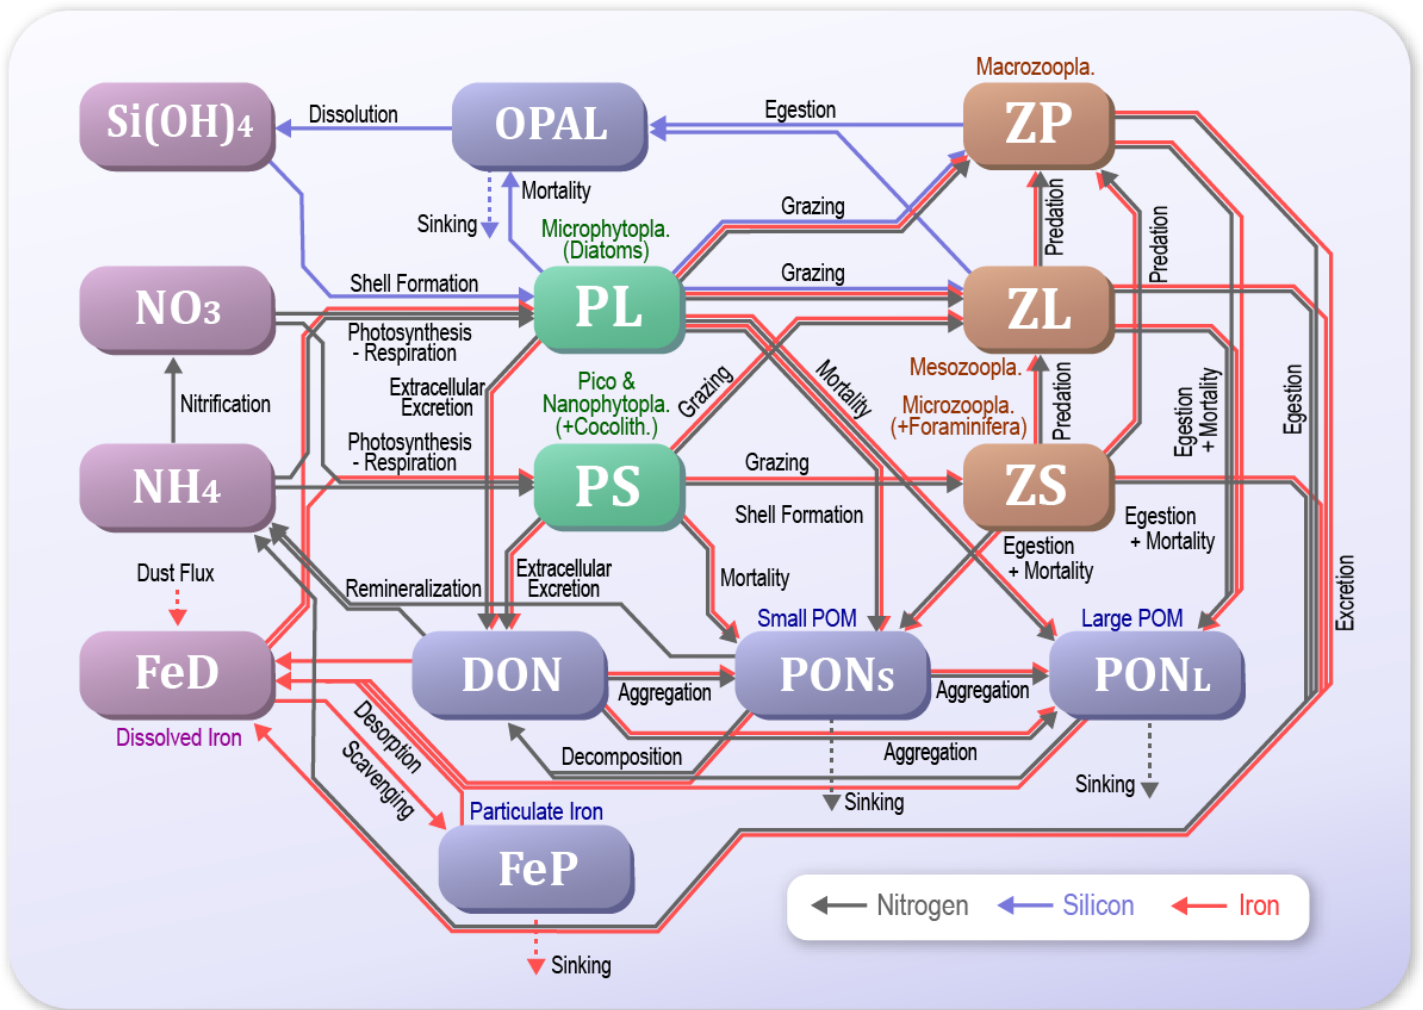 Macrozoopla.
Si(OH)4
Dissolution
OPAL
Egestion
ZP
Mortality
Sinking
Grazing
Predation
Predation
Microphytopla.
(Diatoms)
Shell Formation
NO3
PL
Grazing
ZL
Photosynthesis
- Respiration
Extracellular
Excretion
Pico &
Nanophytopla.
(+Cocolith.)
Grazing
Mortality
Mesozoopla.
Microzoopla.
(+Foraminifera)
Predation
Egestion
+ Mortality
Egestion
Nitrification
Photosynthesis
- Respiration
NH4
PS
Grazing
ZS
Shell Formation
Egestion
+ Mortality
Egestion
+ Mortality
Dust Flux
Remineralization
Extracellular
Excretion
Mortality
Excretion
Small POM
Large POM
FeD
DON
Aggregation
PONS
Aggregation
PONL
Dissolved Iron
Desorption
Scavenging
Decomposition
Aggregation
Sinking
Sinking
Particulate Iron
FeP
Sinking
Nitrogen
Silicon
Iron